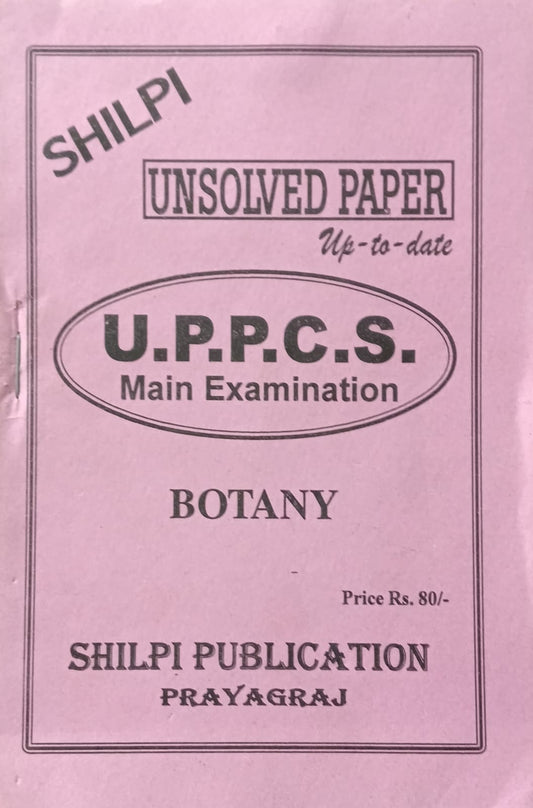 SHILPI
UNSOLVED PAPER
Up-to-date
U.P.P.C.S.
Main Examination
BOTANY
Price Rs. 80/-
SHILPI PUBLICATION
PRAYAGRAJ